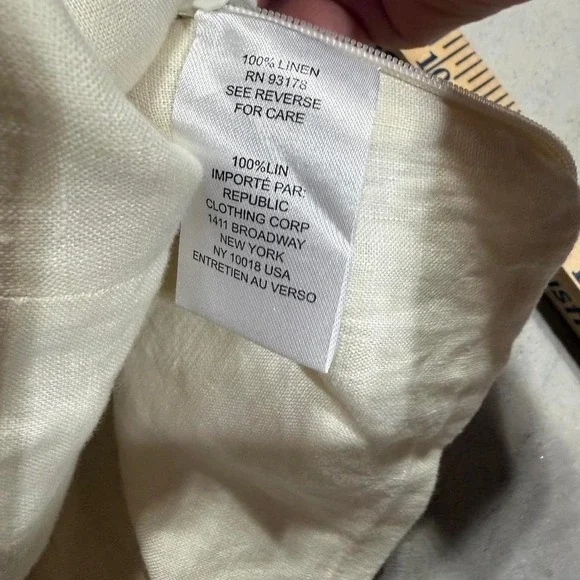 100% LINEN
RN 93178
SEE REVERSE
FOR CARE
100%LIN
IMPORTÉ PAR:
REPUBLIC
CLOTHING CORP
1411 BROADWAY
NEW YORK
NY 10018 USA
ENTRETIEN AU VERSO
10